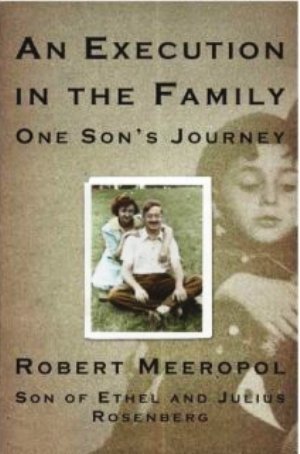 AN EXECUTION
IN THE FAMILY
ONE SON'S JOURNEY
ROBERT MEEROPOL
SON OF ETHEL AND JULIUS
ROSENBERG